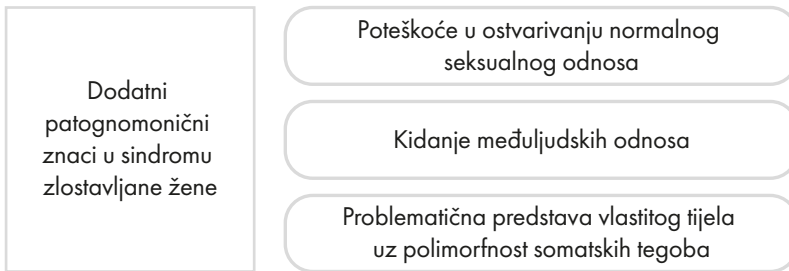 Dodatni
patognomonični
znaci u sindromu
zlostavljane žene
Poteškoće u ostvarivanju normalnog
seksualnog odnosa
Kidanje međuljudskih odnosa
Problematična predstava vlastitog tijela
uz polimorfnost somatskih tegoba